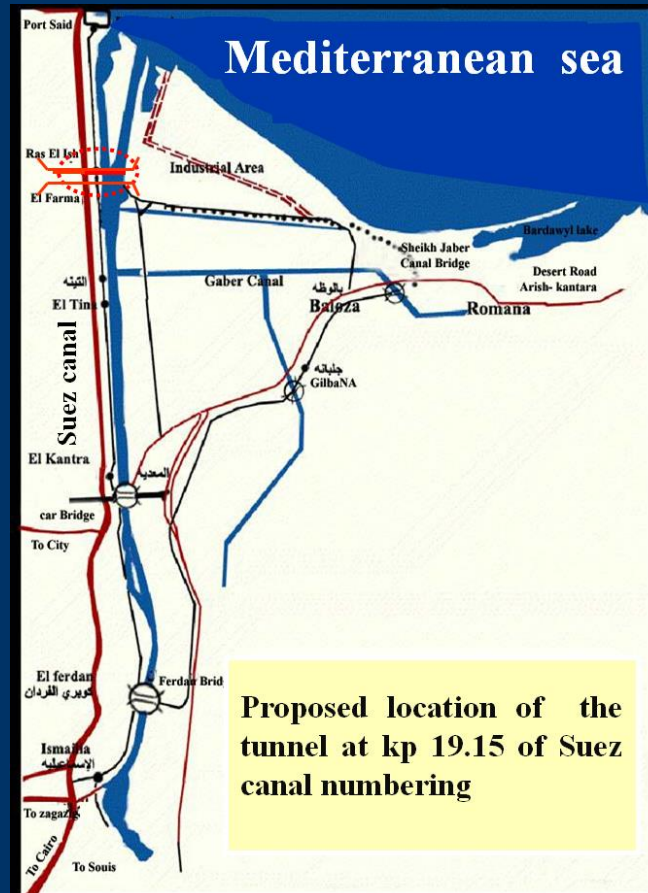 Port Said
Mediterranean sea
Ras El Ish
Industrial Area
El Farma
Bardawyl lake
Sheikh Jaber
Canal Bridge
Desert Road
Arish- kantara
التينه
El Tina
Gaber Canal
بالوظه
Baloza
Romana
Suez canal
جلبانه
GilbaNA
El Kantra
المعدية
car Bridge
To City
El ferdan
كوبري الفردان
Ferdan Brid
Proposed location of the
tunnel at kp 19.15 of Suez
canal numbering
Ismailia
الإسماعيليه
To zagazig
To Cairo
To Souis